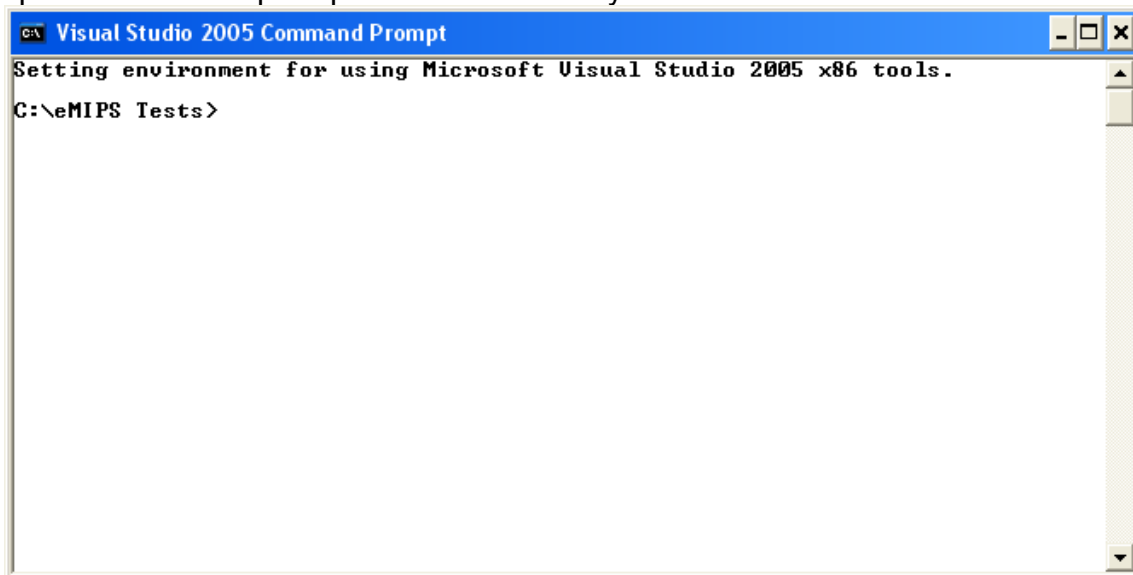 Visual Studio 2005 Command Prompt
Setting environment for using Microsoft Visual Studio 2005 x86 tools.
C:\eMIPS Tests>